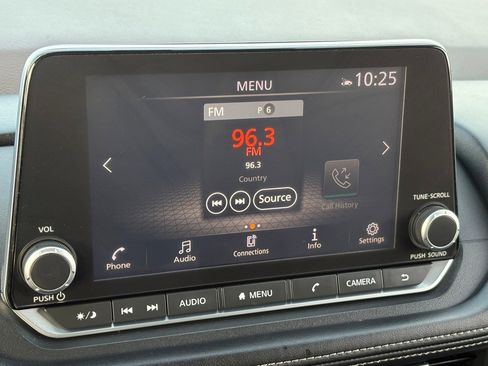 MENU
10:25
FM P 6
96.3
FM
96.3
Country
Source
Call History
Phone Audio Connections Info Settings
VOL
PUSH
TUNE·SCROLL
PUSH SOUND
AUDIO MENU CAMERA